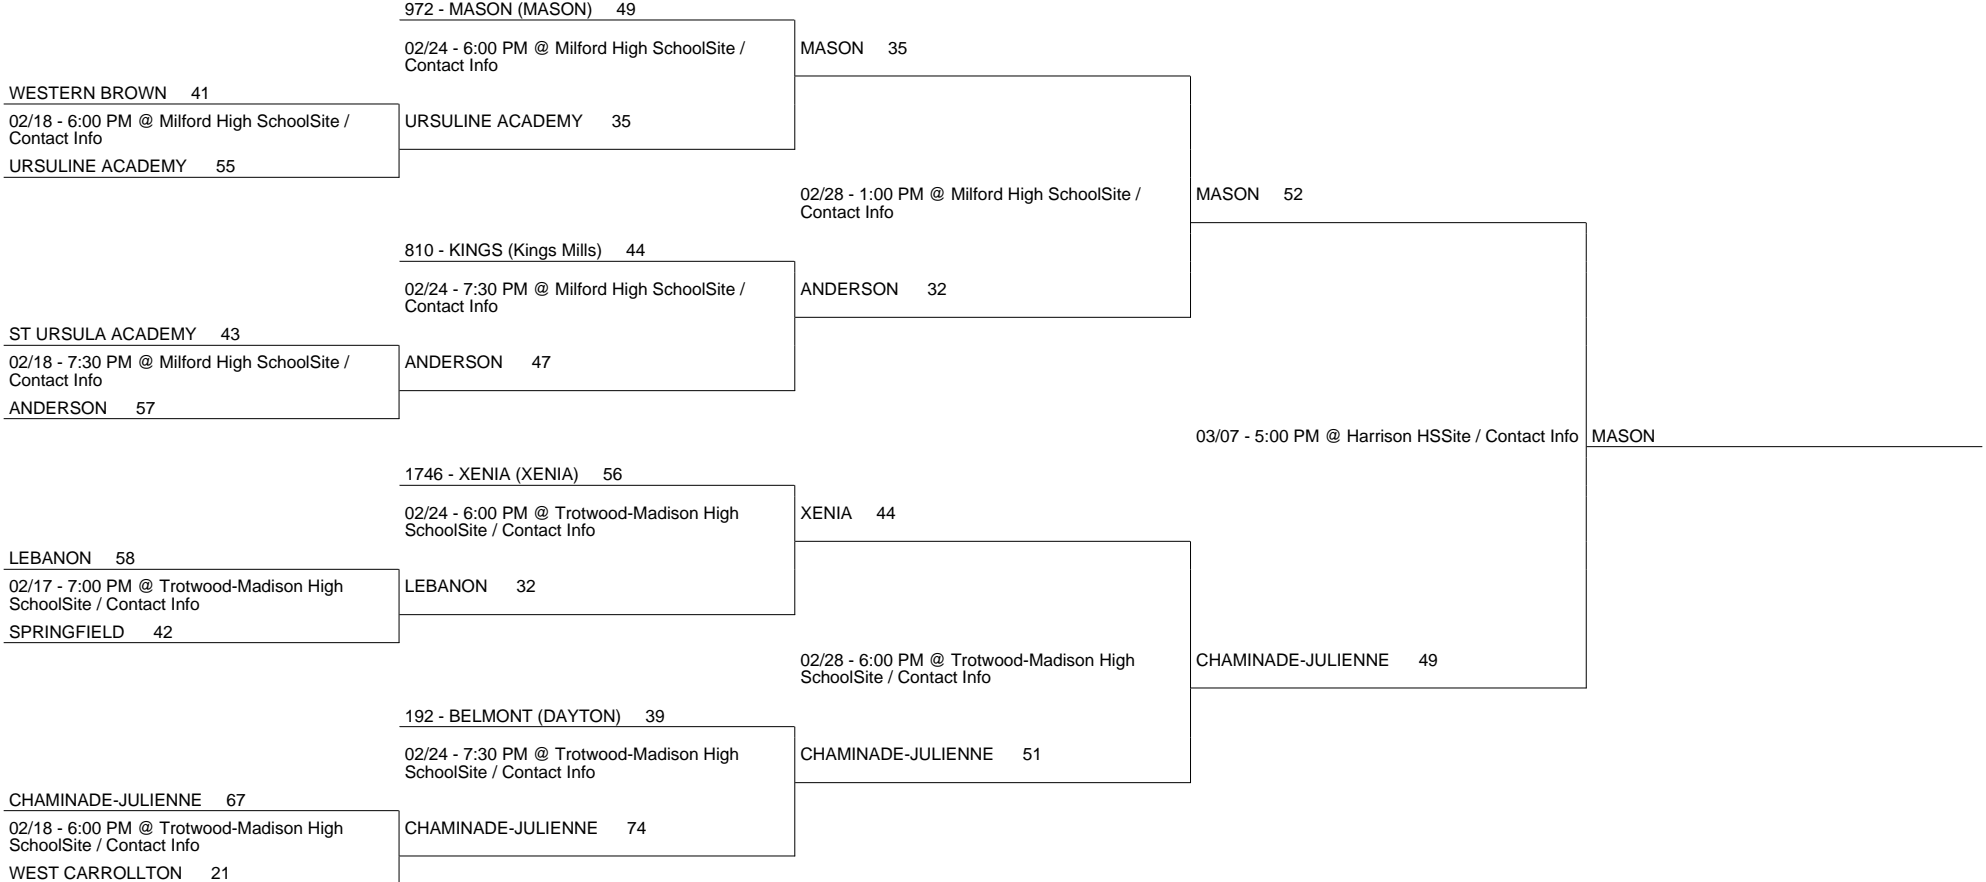 972 - MASON (MASON) 49
02/24 - 6:00 PM @ Milford High SchoolSite /
Contact Info
MASON 35
WESTERN BROWN 41
02/18 - 6:00 PM @ Milford High SchoolSite /
Contact Info
URSULINE ACADEMY 35
URSULINE ACADEMY 55
02/28 - 1:00 PM @ Milford High SchoolSite /
Contact Info
MASON 52
810 - KINGS (Kings Mills) 44
02/24 - 7:30 PM @ Milford High SchoolSite /
Contact Info
ANDERSON 32
ST URSULA ACADEMY 43
02/18 - 7:30 PM @ Milford High SchoolSite /
Contact Info
ANDERSON 47
ANDERSON 57
03/07 - 5:00 PM @ Harrison HSSite / Contact Info
MASON
1746 - XENIA (XENIA) 56
02/24 - 6:00 PM @ Trotwood-Madison High
SchoolSite / Contact Info
XENIA 44
LEBANON 58
02/17 - 7:00 PM @ Trotwood-Madison High
SchoolSite / Contact Info
LEBANON 32
SPRINGFIELD 42
02/28 - 6:00 PM @ Trotwood-Madison High
SchoolSite / Contact Info
CHAMINADE-JULIENNE 49
192 - BELMONT (DAYTON) 39
02/24 - 7:30 PM @ Trotwood-Madison High
SchoolSite / Contact Info
CHAMINADE-JULIENNE 51
CHAMINADE-JULIENNE 67
02/18 - 6:00 PM @ Trotwood-Madison High
SchoolSite / Contact Info
CHAMINADE-JULIENNE 74
WEST CARROLLTON 21